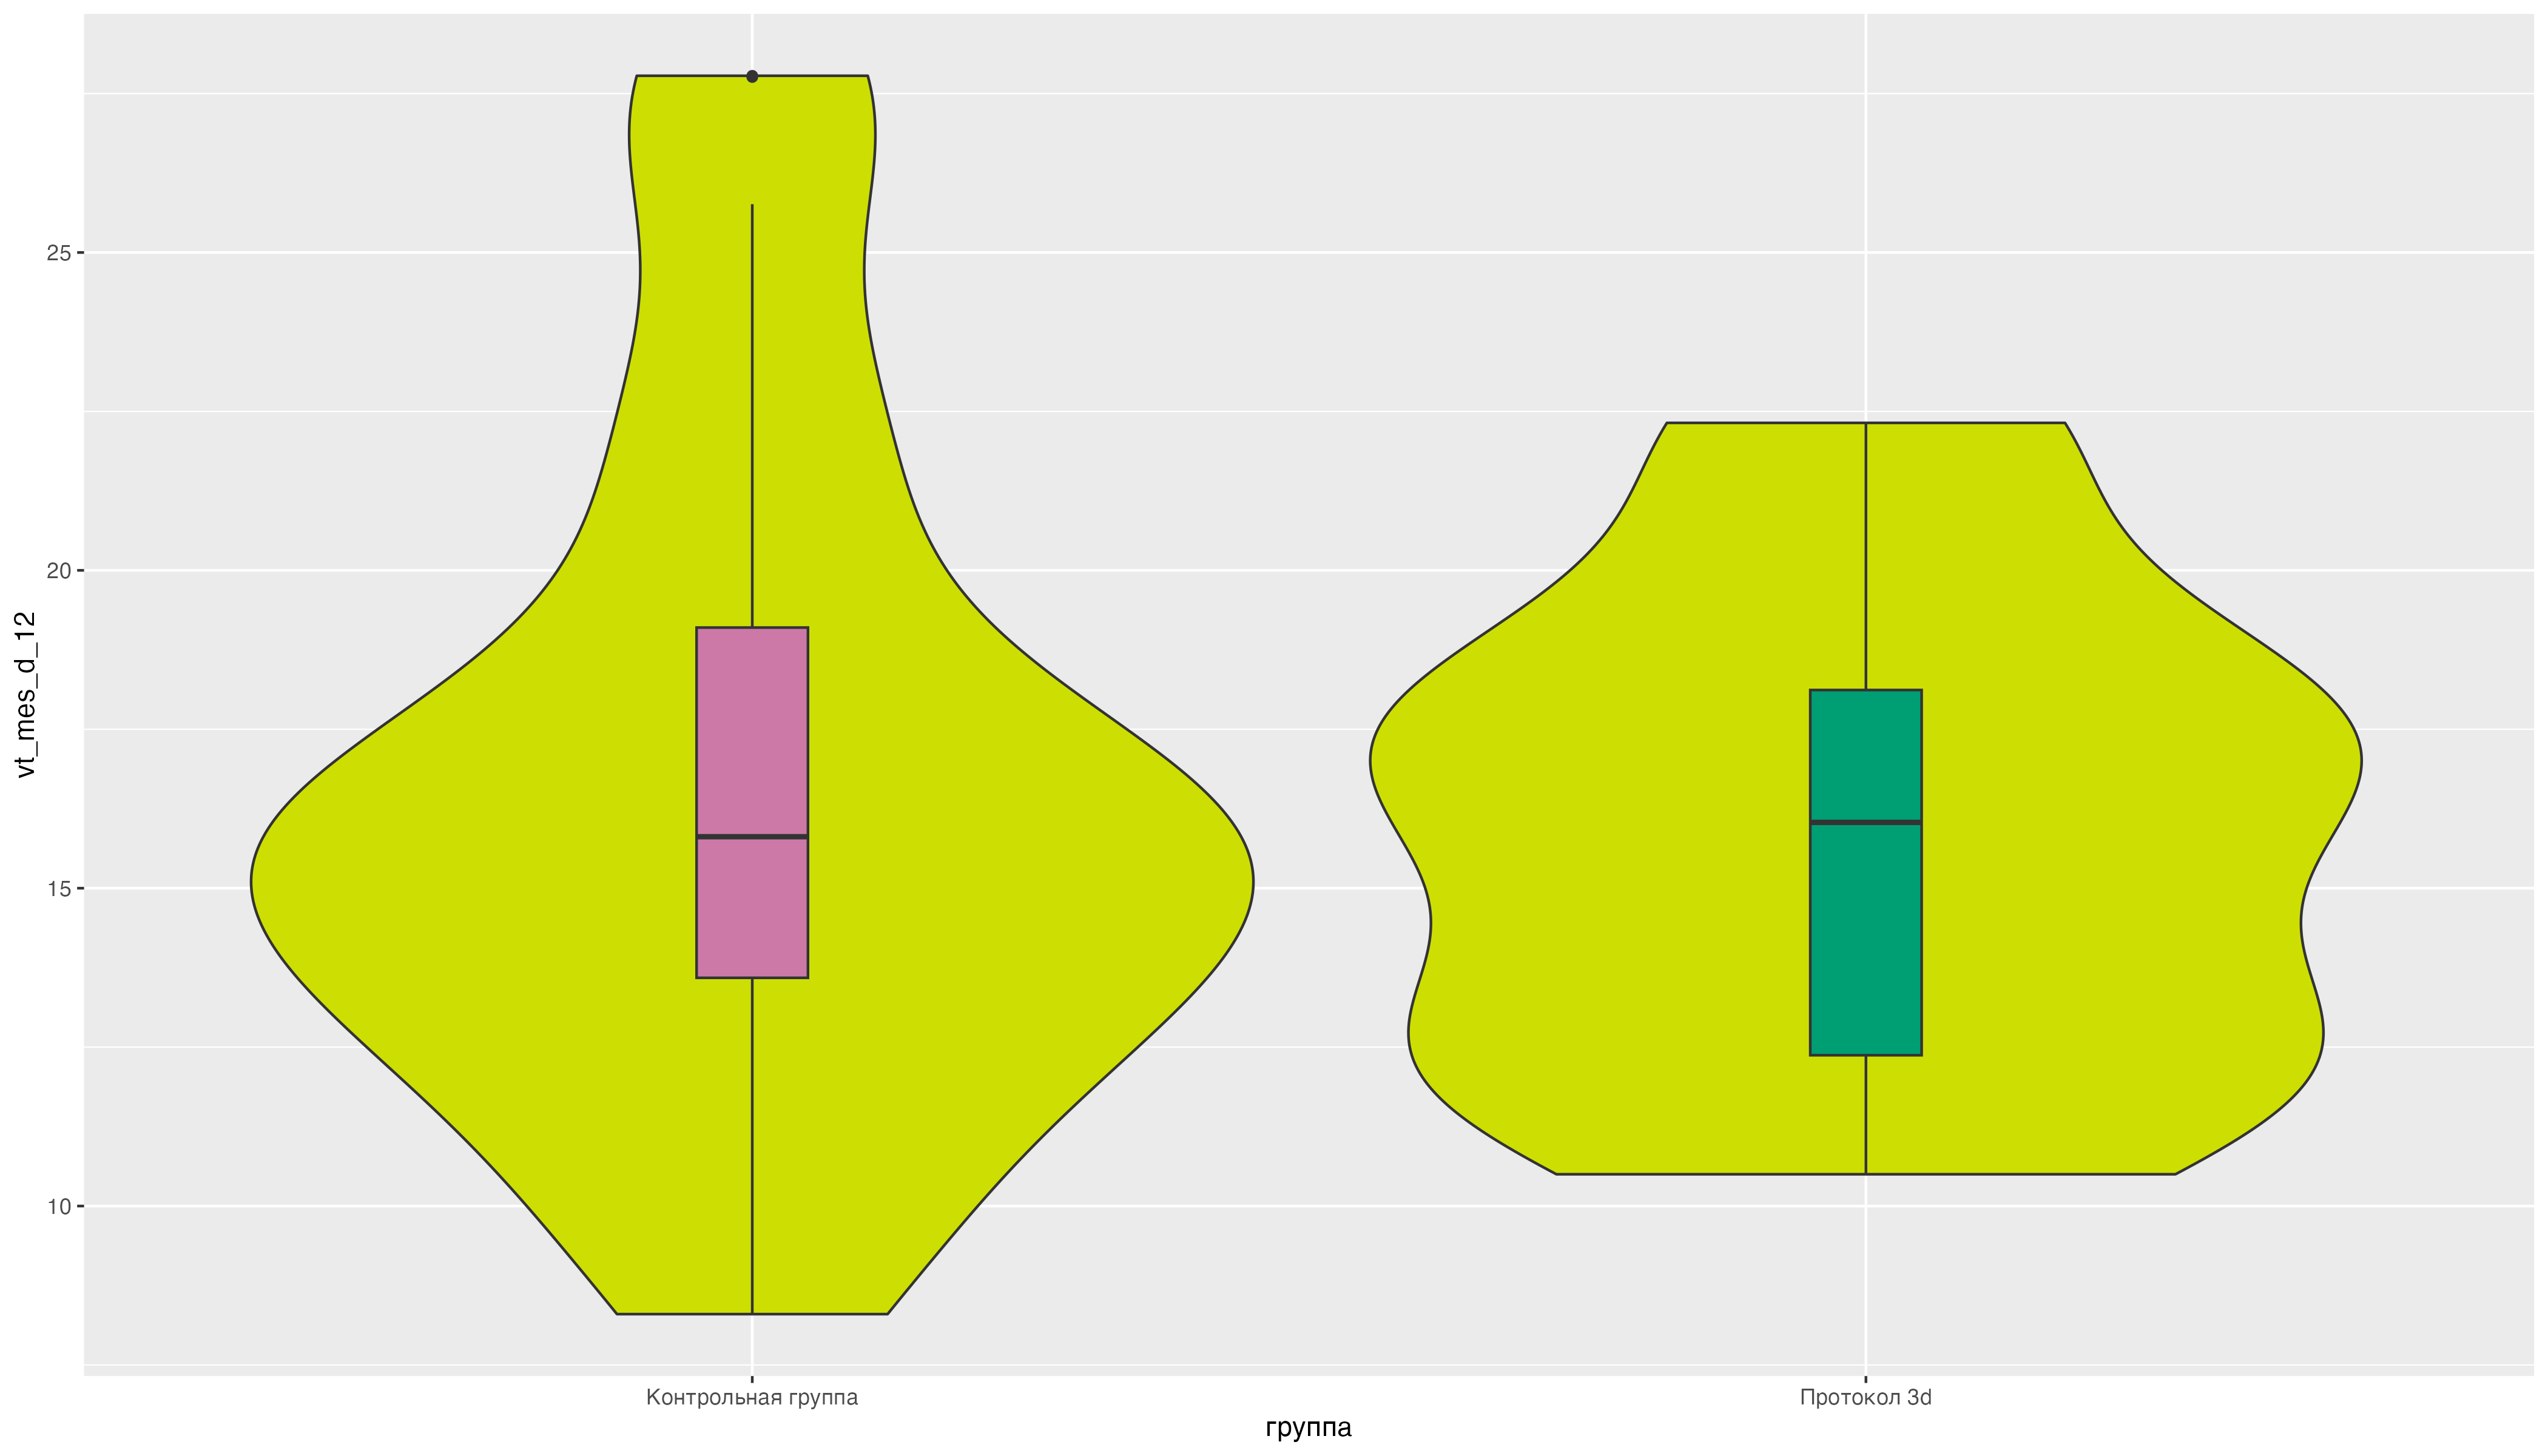 vt_mes_d_12
25
20
15
10
Контрольная группа
Протокол 3d
группа